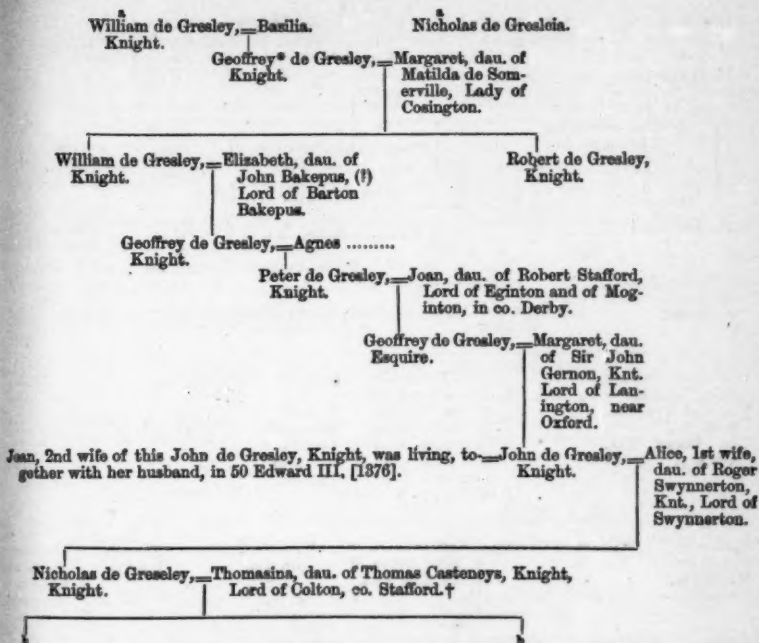 a
William de Gresley,=Basilia.
Knight.
a
Nicholas de Gresleia.
Geoffrey* de Gresley,=Margaret, dau. of
Knight.
Matilda de Som-
erville, Lady of
Cosington.
William de Gresley,=Elizabeth, dau. of
Knight.
John Bakepus, (?)
Lord of Barton
Bakepus.
Robert de Gresley,
Knight.
Geoffrey de Gresley,=Agnes .........
Knight.
Peter de Gresley,=Joan, dau. of Robert Stafford,
Knight.
Lord of Eginton and of Mog-
inton, in co. Derby.
Geoffrey de Gresley,=Margaret, dau.
Esquire.
of Sir John
Gernon, Knt.
Lord of Lan-
ington, near
Oxford.
Joan, 2nd wife of this John de Gresley, Knight, was living, to-=John de Gresley,=Alice, 1st wife,
gether with her husband, in 50 Edward III. [1376].
Knight.
dau. of Roger
Swynnerton,
Knt., Lord of
Swynnerton.
Nicholas de Greseley,=Thomasina, dau. of Thomas Casteneys, Knight,
Knight.
Lord of Colton, co. Stafford.†
b
b